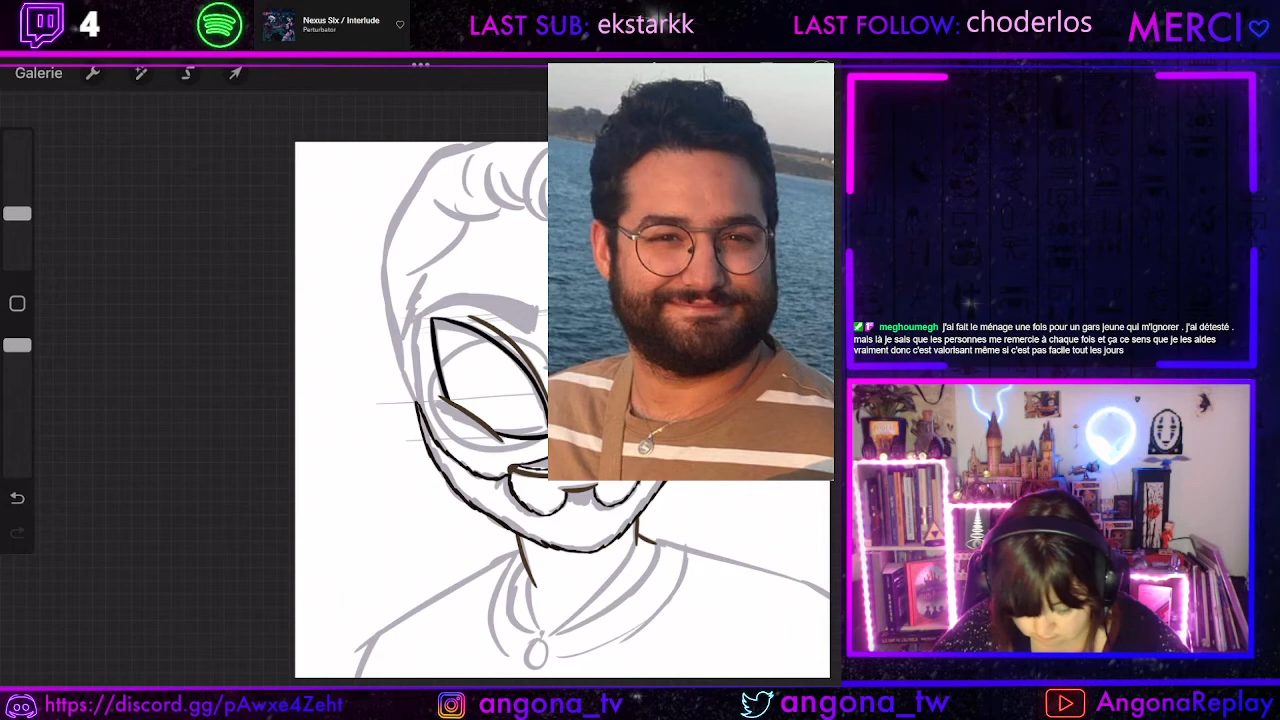 4
Nexus Six / Interlude
Perturbator
LAST SUB: ekstarkk
LAST FOLLOW: choderlos
MERCI
Galerie
meghoumegh j'ai fait le ménage une fois pour un gars jeune qui m'ignorer . j'ai détesté .
mais là je sais que les personnes me remercie à chaque fois et ça ce sens que je les aides
vraiment donc c'est valorisant même si c'est pas facile tout les jours
https://discord.gg/pAwxe4Zeht
angona_tv
angona_tw
AngonaReplay